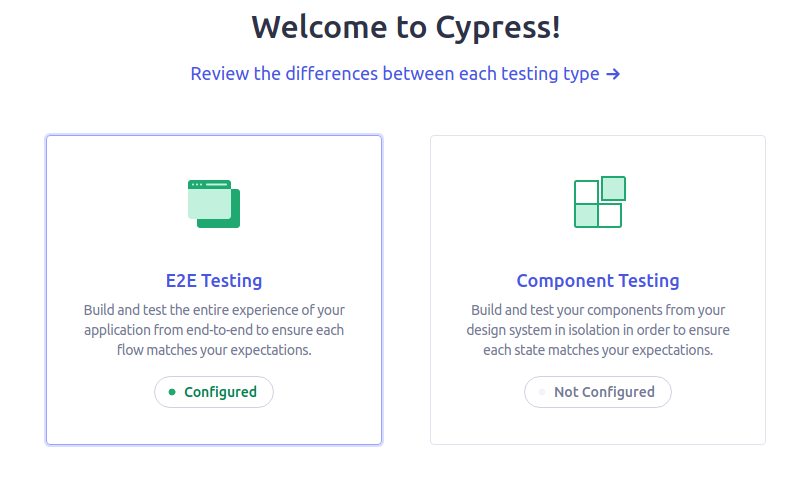 Welcome to Cypress!
Review the differences between each testing type →
E2E Testing
Build and test the entire experience of your
application from end-to-end to ensure each
flow matches your expectations.
Configured
Component Testing
Build and test your components from your
design system in isolation in order to ensure
each state matches your expectations.
Not Configured